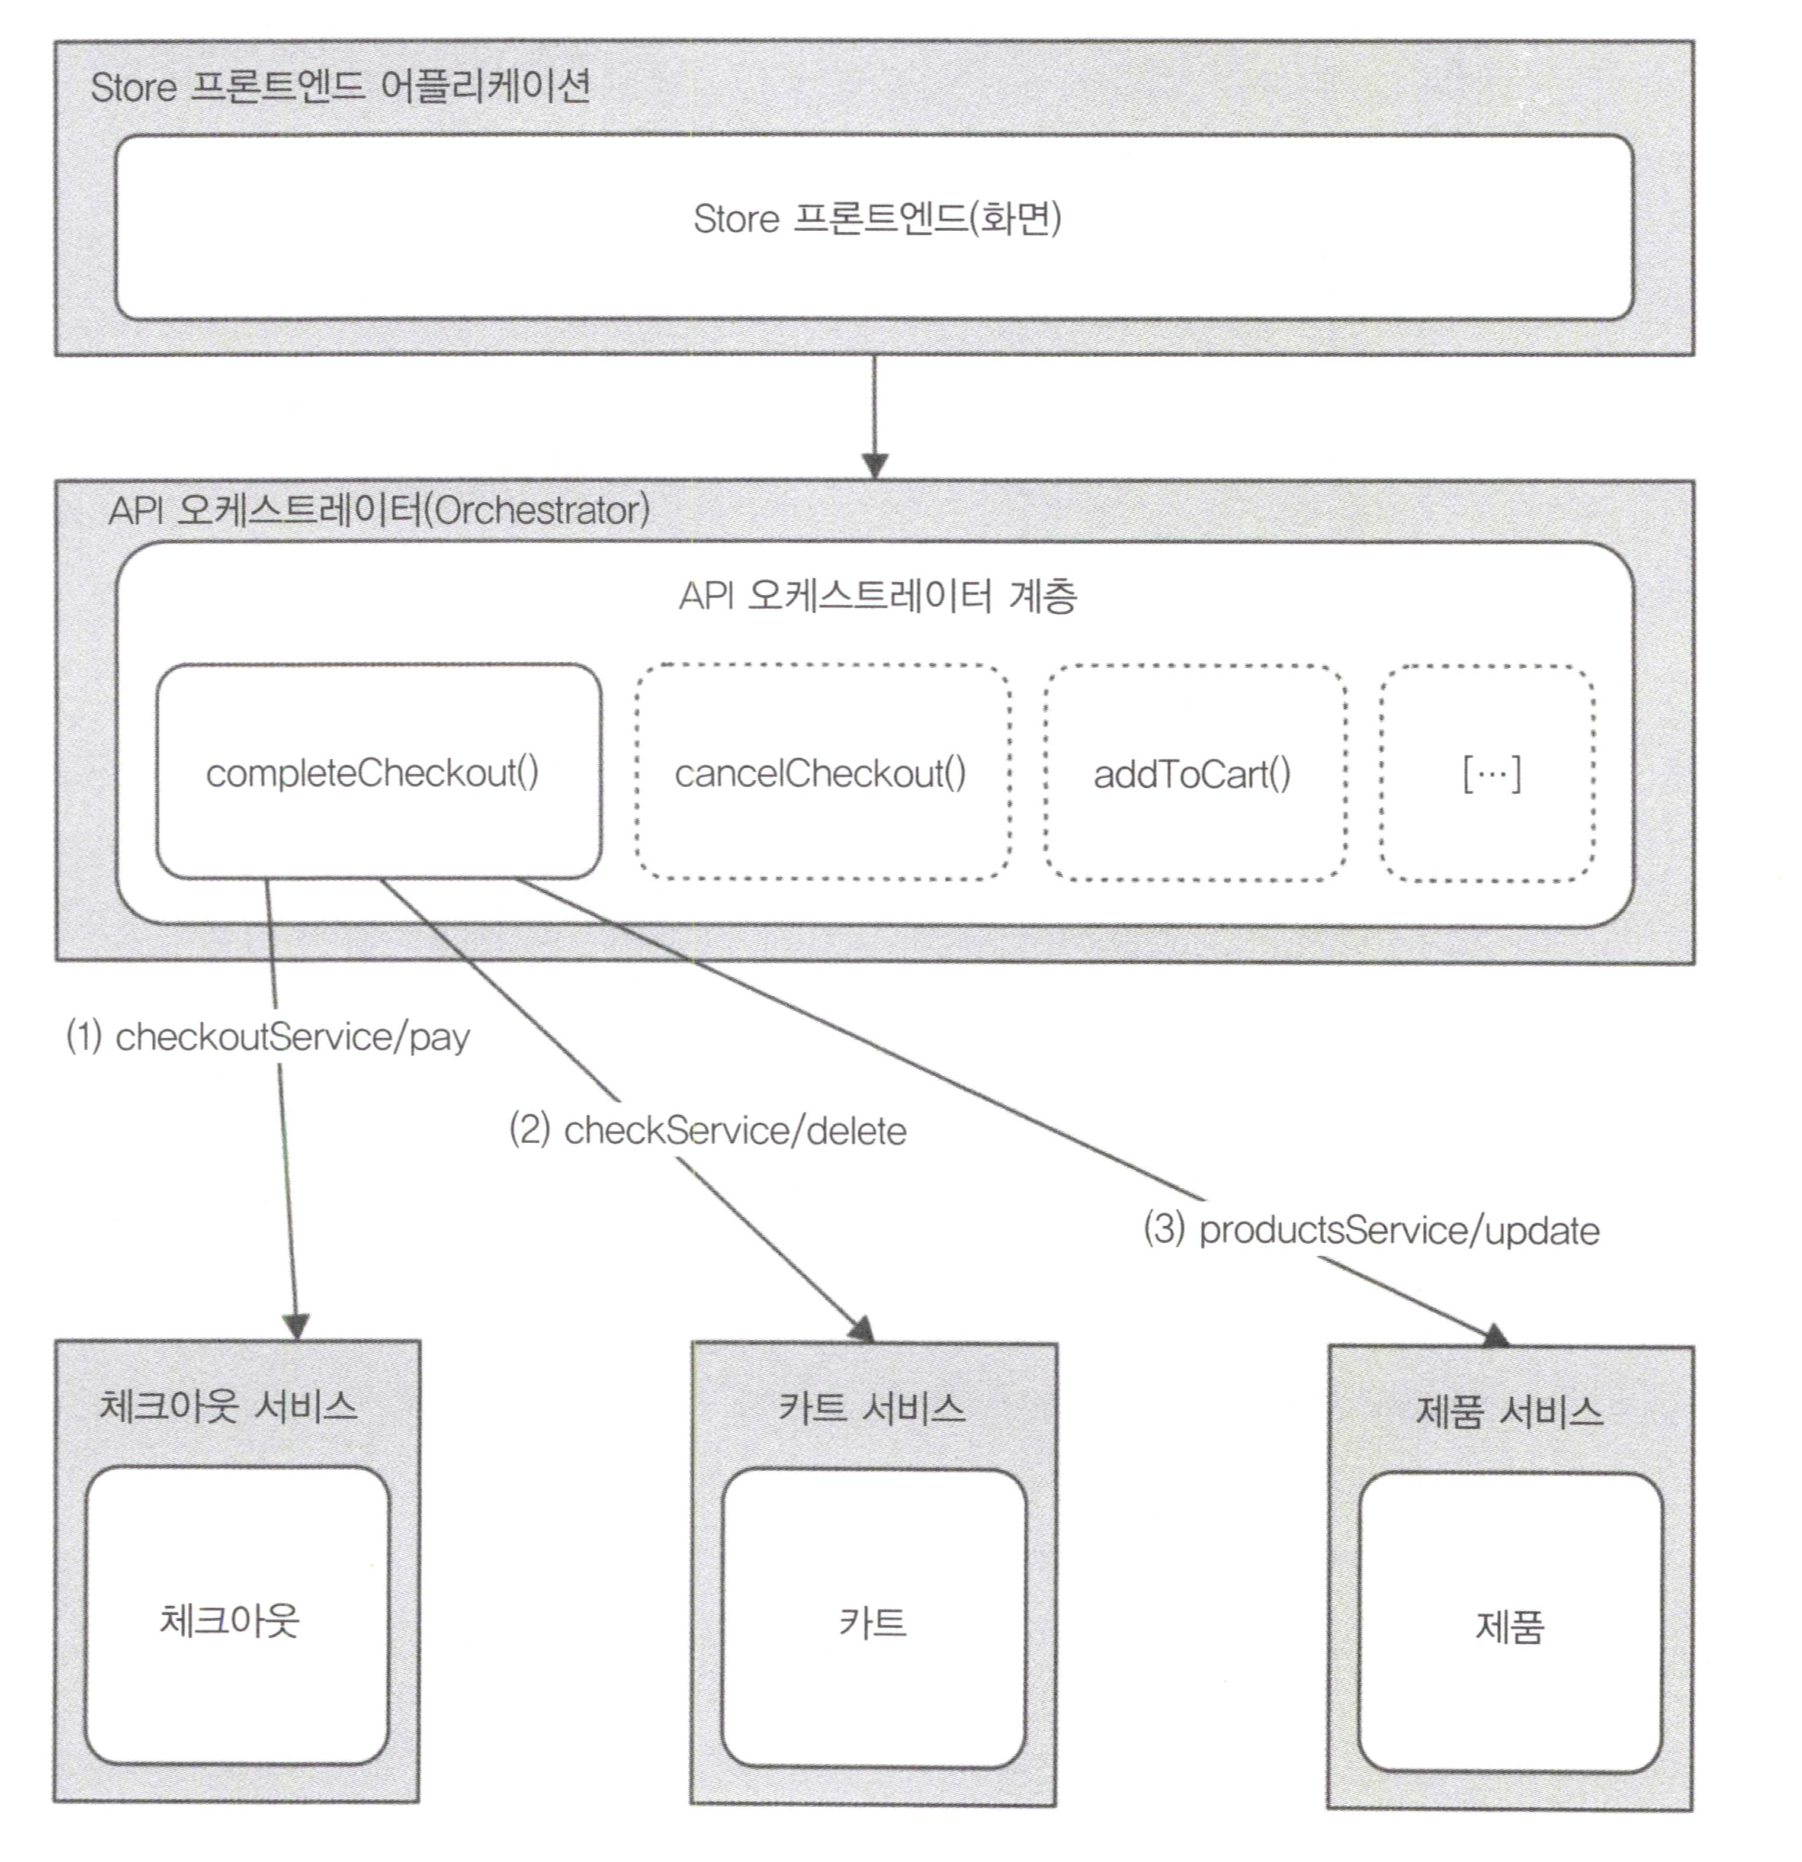 Store 프론트엔드 어플리케이션
Store 프론트엔드(화면)
API 오케스트레이터(Orchestrator)
API 오케스트레이터 계층
completeCheckout()
cancelCheckout()
addToCart()
[…]
(1) checkoutService/pay
(2) checkService/delete
(3) productsService/update
체크아웃 서비스
카트 서비스
제품 서비스
체크아웃
카트
제품